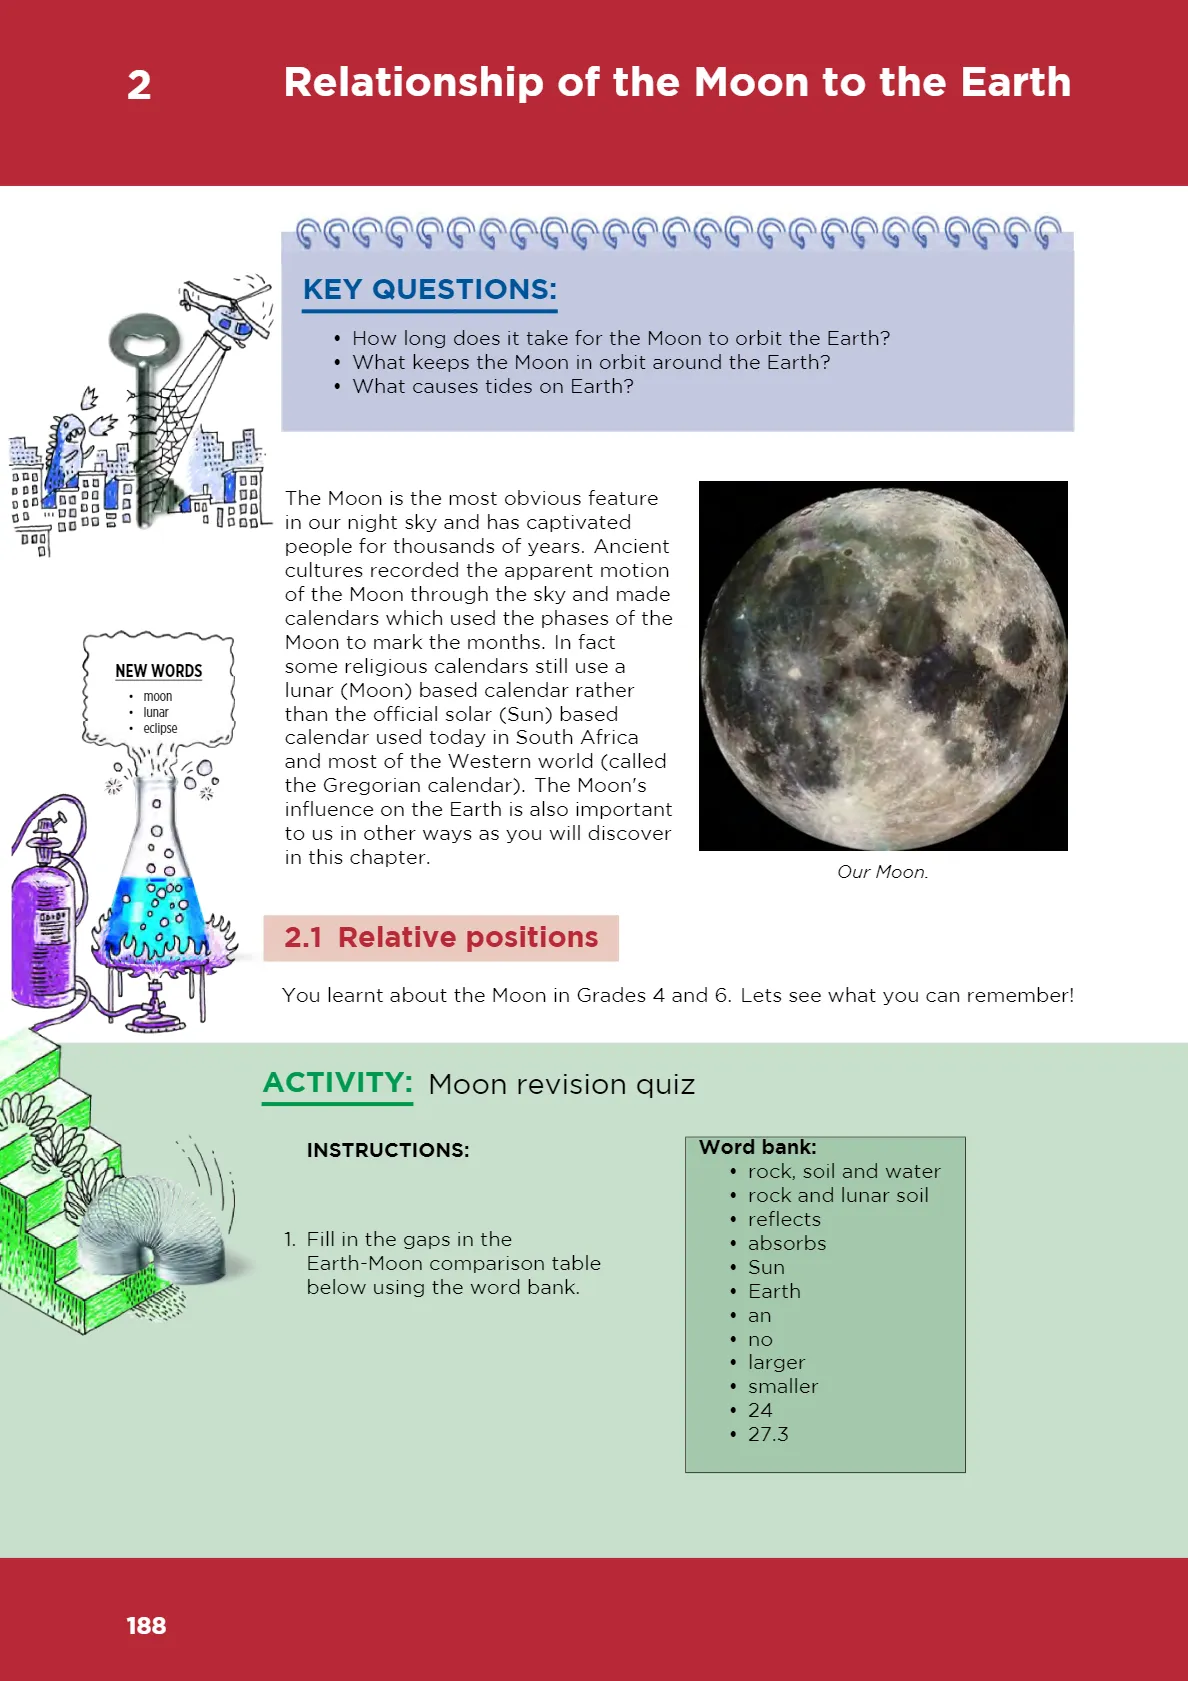 2
Relationship of the Moon to the Earth
KEY QUESTIONS:
• How long does it take for the Moon to orbit the Earth?
• What keeps the Moon in orbit around the Earth?
• What causes tides on Earth?
The Moon is the most obvious feature
in our night sky and has captivated
people for thousands of years. Ancient
cultures recorded the apparent motion
of the Moon through the sky and made
calendars which used the phases of the
Moon to mark the months. In fact
some religious calendars still use a
lunar (Moon) based calendar rather
than the official solar (Sun) based
calendar used today in South Africa
and most of the Western world (called
the Gregorian calendar). The Moon's
influence on the Earth is also important
to us in other ways as you will discover
in this chapter.
Our Moon.
NEW WORDS
• moon
• lunar
• eclipse
2.1 Relative positions
You learnt about the Moon in Grades 4 and 6. Lets see what you can remember!
ACTIVITY: Moon revision quiz
INSTRUCTIONS:
1. Fill in the gaps in the
Earth-Moon comparison table
below using the word bank.
Word bank:
• rock, soil and water
• rock and lunar soil
• reflects
• absorbs
• Sun
• Earth
• an
• no
• larger
• smaller
• 24
• 27.3
188